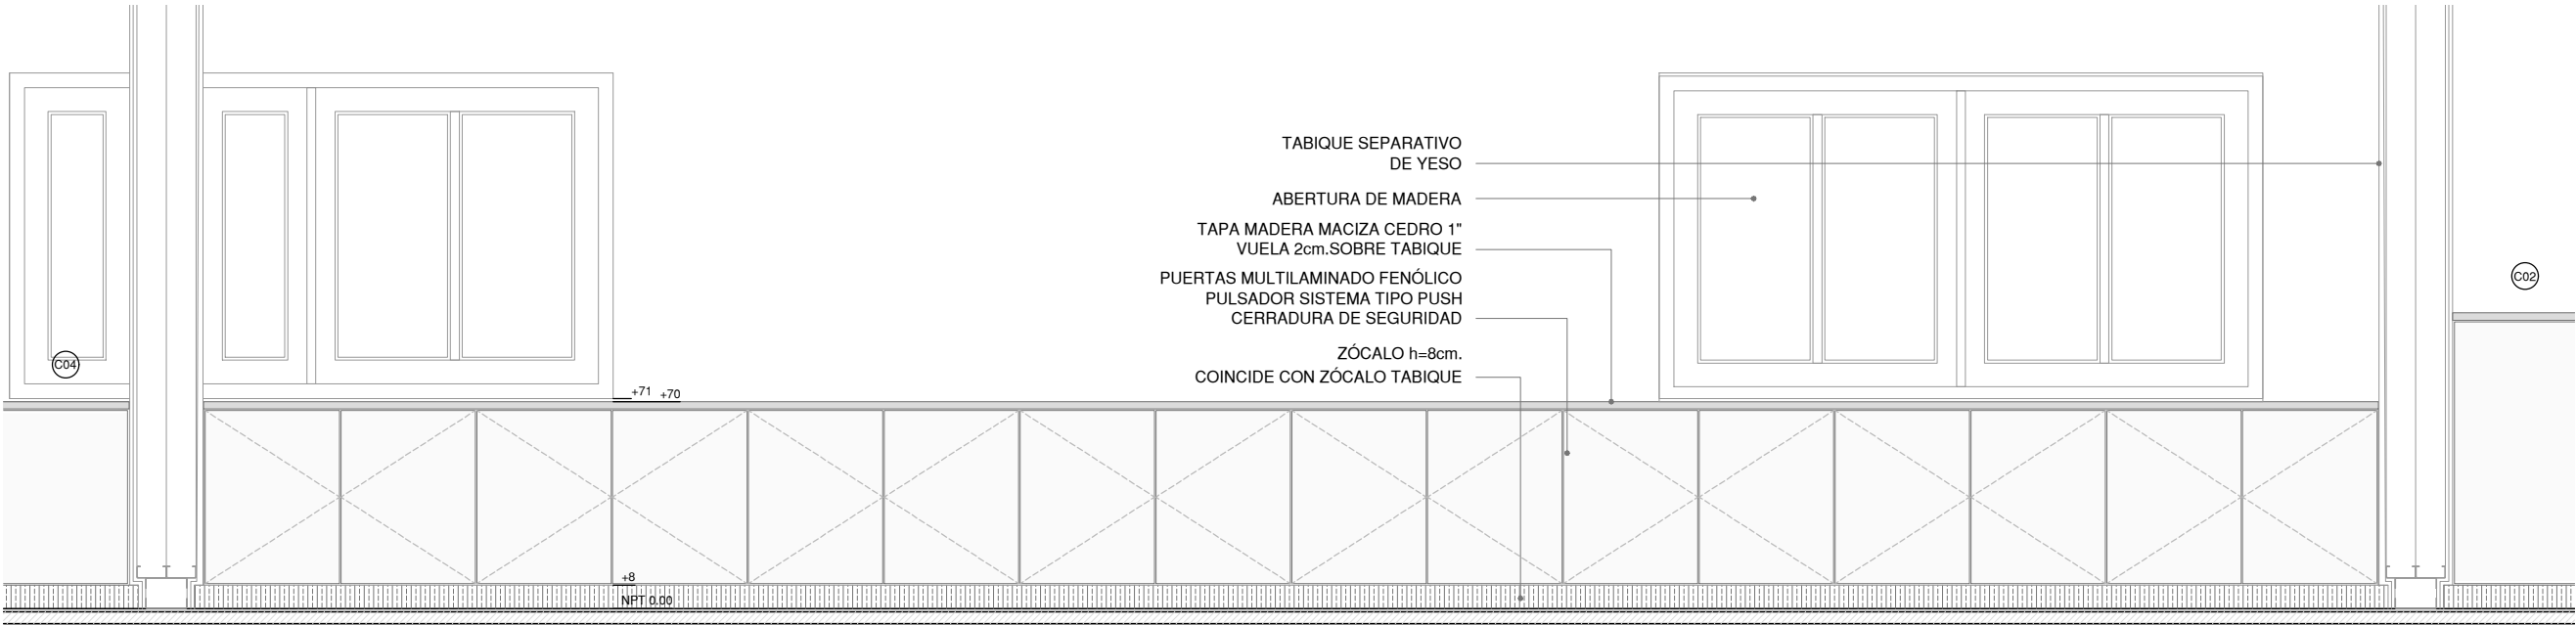 TABIQUE SEPARATIVO
DE YESO
ABERTURA DE MADERA
TAPA MADERA MACIZA CEDRO 1"
VUELA 2cm.SOBRE TABIQUE
PUERTAS MULTILAMINADO FENÓLICO
PULSADOR SISTEMA TIPO PUSH
CERRADURA DE SEGURIDAD
ZÓCALO h=8cm.
COINCIDE CON ZÓCALO TABIQUE
C02
C04
+71 +70
+8
NPT 0.00